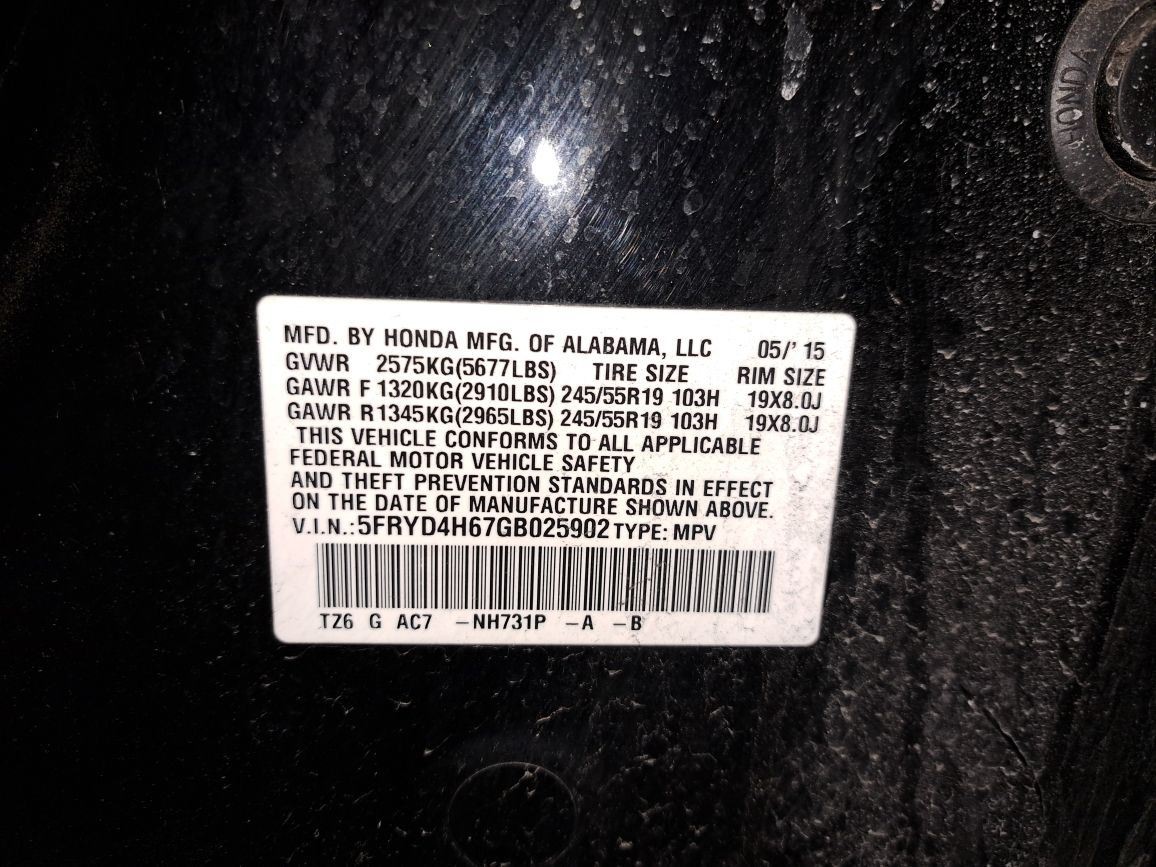 HONDA
MFD. BY HONDA MFG. OF ALABAMA, LLC 05/' 15
GVWR 2575KG(5677LBS) TIRE SIZE RIM SIZE
GAWR F 1320KG(2910LBS) 245/55R19 103H 19X8.0J
GAWR R1345KG(2965LBS) 245/55R19 103H 19X8.0J
THIS VEHICLE CONFORMS TO ALL APPLICABLE
FEDERAL MOTOR VEHICLE SAFETY
AND THEFT PREVENTION STANDARDS IN EFFECT
ON THE DATE OF MANUFACTURE SHOWN ABOVE.
V.I.N.: 5FRYD4H67GB025902 TYPE: MPV
TZ6 G AC7 -NH731P -A -B